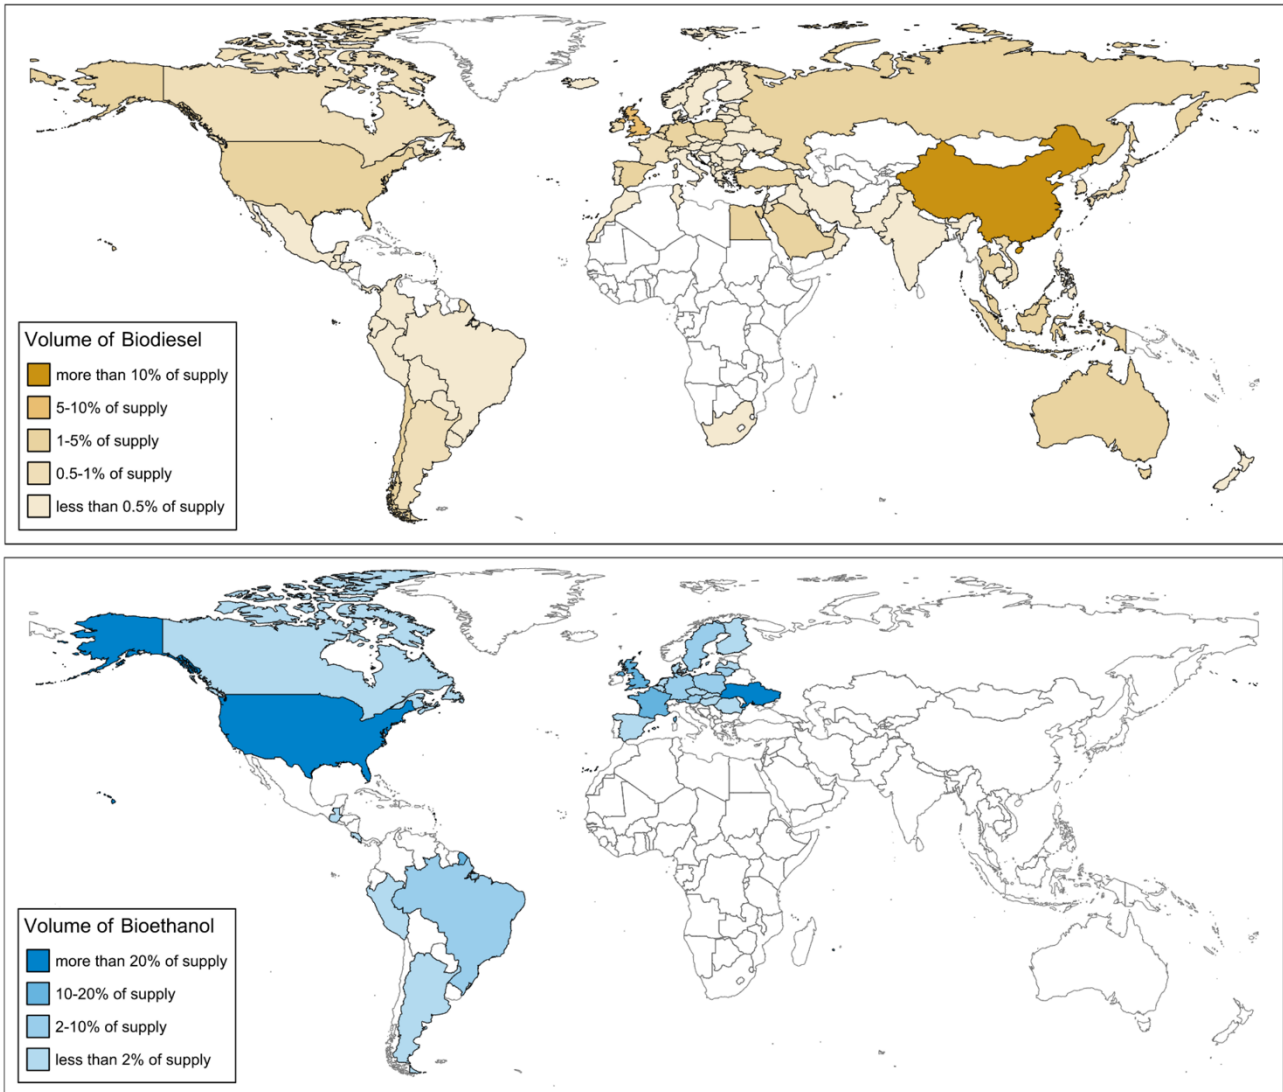 Volume of Biodiesel
more than 10% of supply
5-10% of supply
1-5% of supply
0.5-1% of supply
less than 0.5% of supply
Volume of Bioethanol
more than 20% of supply
10-20% of supply
2-10% of supply
less than 2% of supply